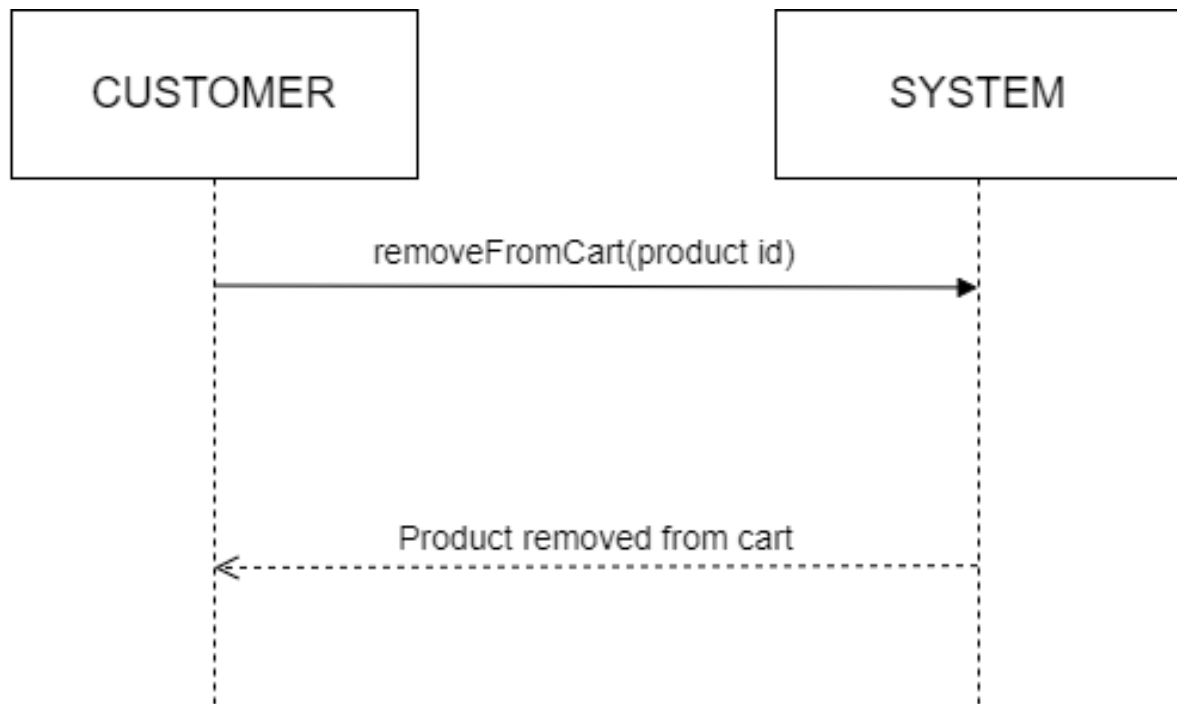 CUSTOMER
SYSTEM
removeFromCart(product id)
Product removed from cart